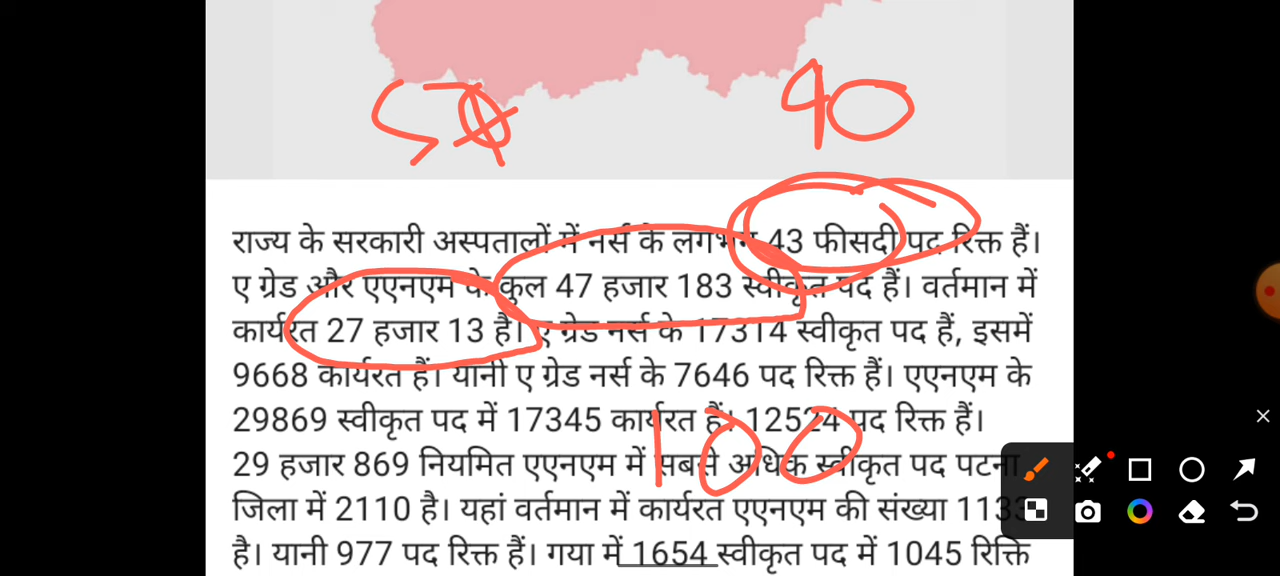 50 40
राज्य के सरकारी अस्पतालों में नर्स के लगभग 43 फीसदी पद रिक्त हैं।
ए ग्रेड और एएनएम के कुल 47 हजार 183 स्वीकृत पद हैं। वर्तमान में
कार्यरत 27 हजार 13 है। ए ग्रेड नर्स के 17314 स्वीकृत पद हैं, इसमें
9668 कार्यरत हैं। यानी ए ग्रेड नर्स के 7646 पद रिक्त हैं। एएनएम के
29869 स्वीकृत पद में 17345 कार्यरत हैं। 12524 पद रिक्त हैं।
100
29 हजार 869 नियमित एएनएम में सबसे अधिक स्वीकृत पद पटना
जिला में 2110 है। यहां वर्तमान में कार्यरत एएनएम की संख्या 1133
है। यानी 977 पद रिक्त हैं। गया में 1654 स्वीकृत पद में 1045 रिक्ति